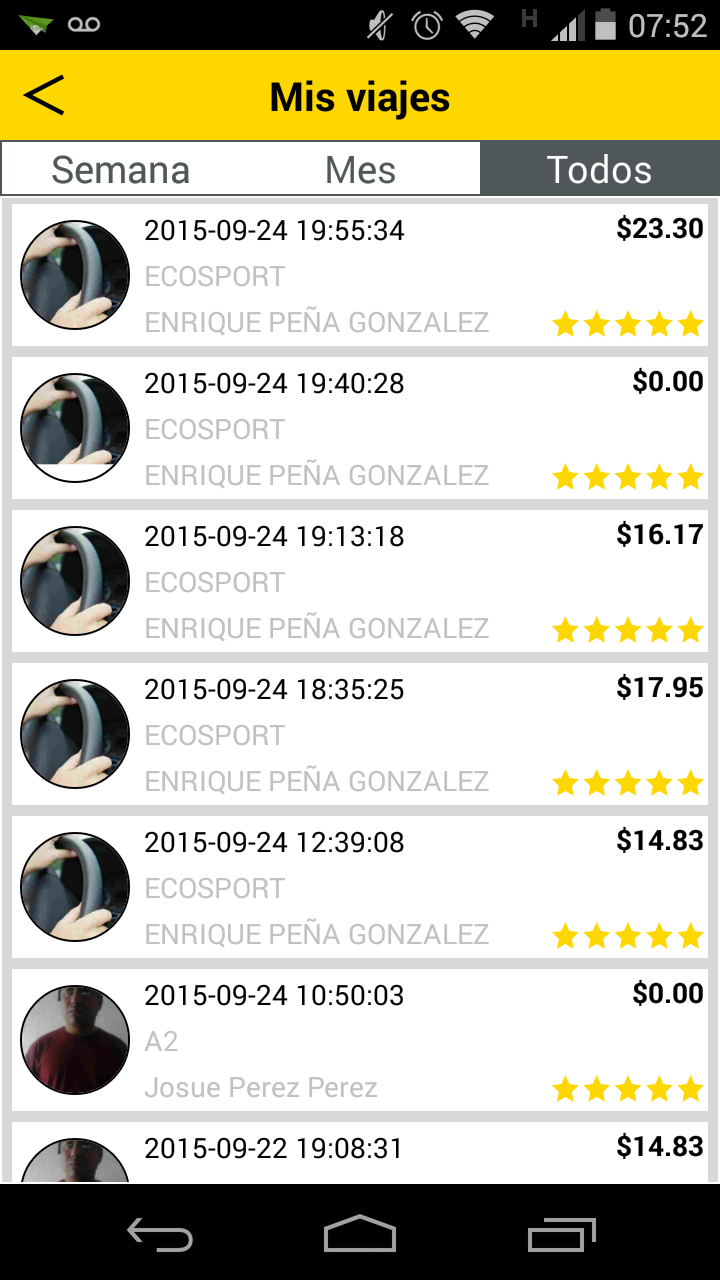 H 07:52
Mis viajes
Semana Mes Todos
2015-09-24 19:55:34 $23.30
ECOSPORT
ENRIQUE PEÑA GONZALEZ
2015-09-24 19:40:28 $0.00
ECOSPORT
ENRIQUE PEÑA GONZALEZ
2015-09-24 19:13:18 $16.17
ECOSPORT
ENRIQUE PEÑA GONZALEZ
2015-09-24 18:35:25 $17.95
ECOSPORT
ENRIQUE PEÑA GONZALEZ
2015-09-24 12:39:08 $14.83
ECOSPORT
ENRIQUE PEÑA GONZALEZ
2015-09-24 10:50:03 $0.00
A2
Josue Perez Perez
2015-09-22 19:08:31 $14.83